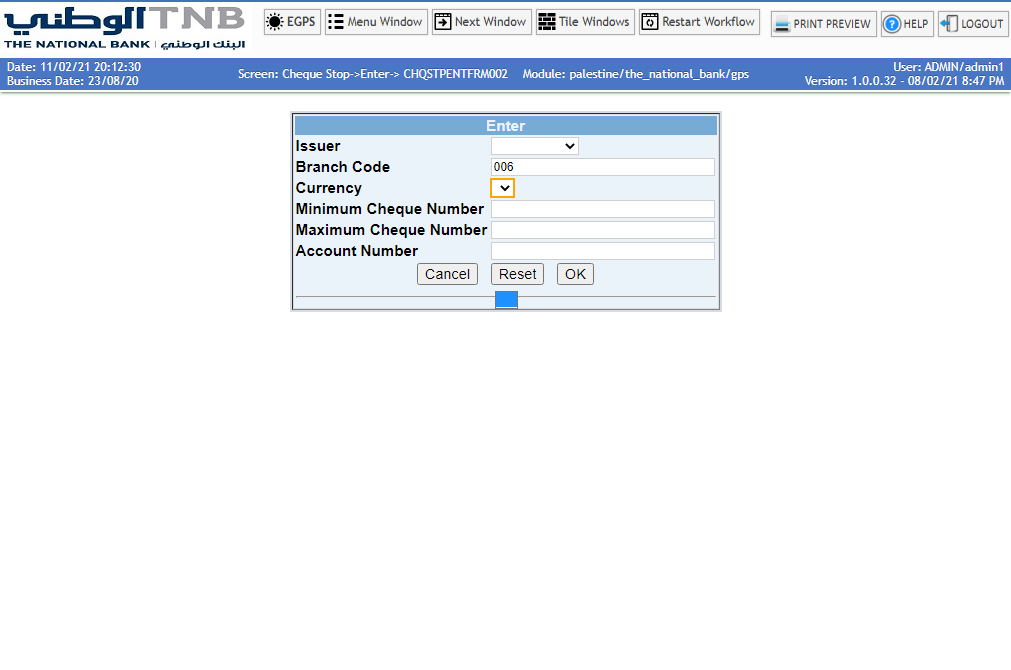 الوطني TNB
THE NATIONAL BANK | البنك الوطني
EGPS
Menu Window
Next Window
Tile Windows
Restart Workflow
PRINT PREVIEW
HELP
LOGOUT
Date: 11/02/21 20:12:30
Business Date: 23/08/20
Screen: Cheque Stop->Enter-> CHQSTPENTFRM002
Module: palestine/the_national_bank/gps
User: ADMIN/admin1
Version: 1.0.0.32 - 08/02/21 8:47 PM
Enter
Issuer
Branch Code 006
Currency
Minimum Cheque Number
Maximum Cheque Number
Account Number
Cancel Reset OK